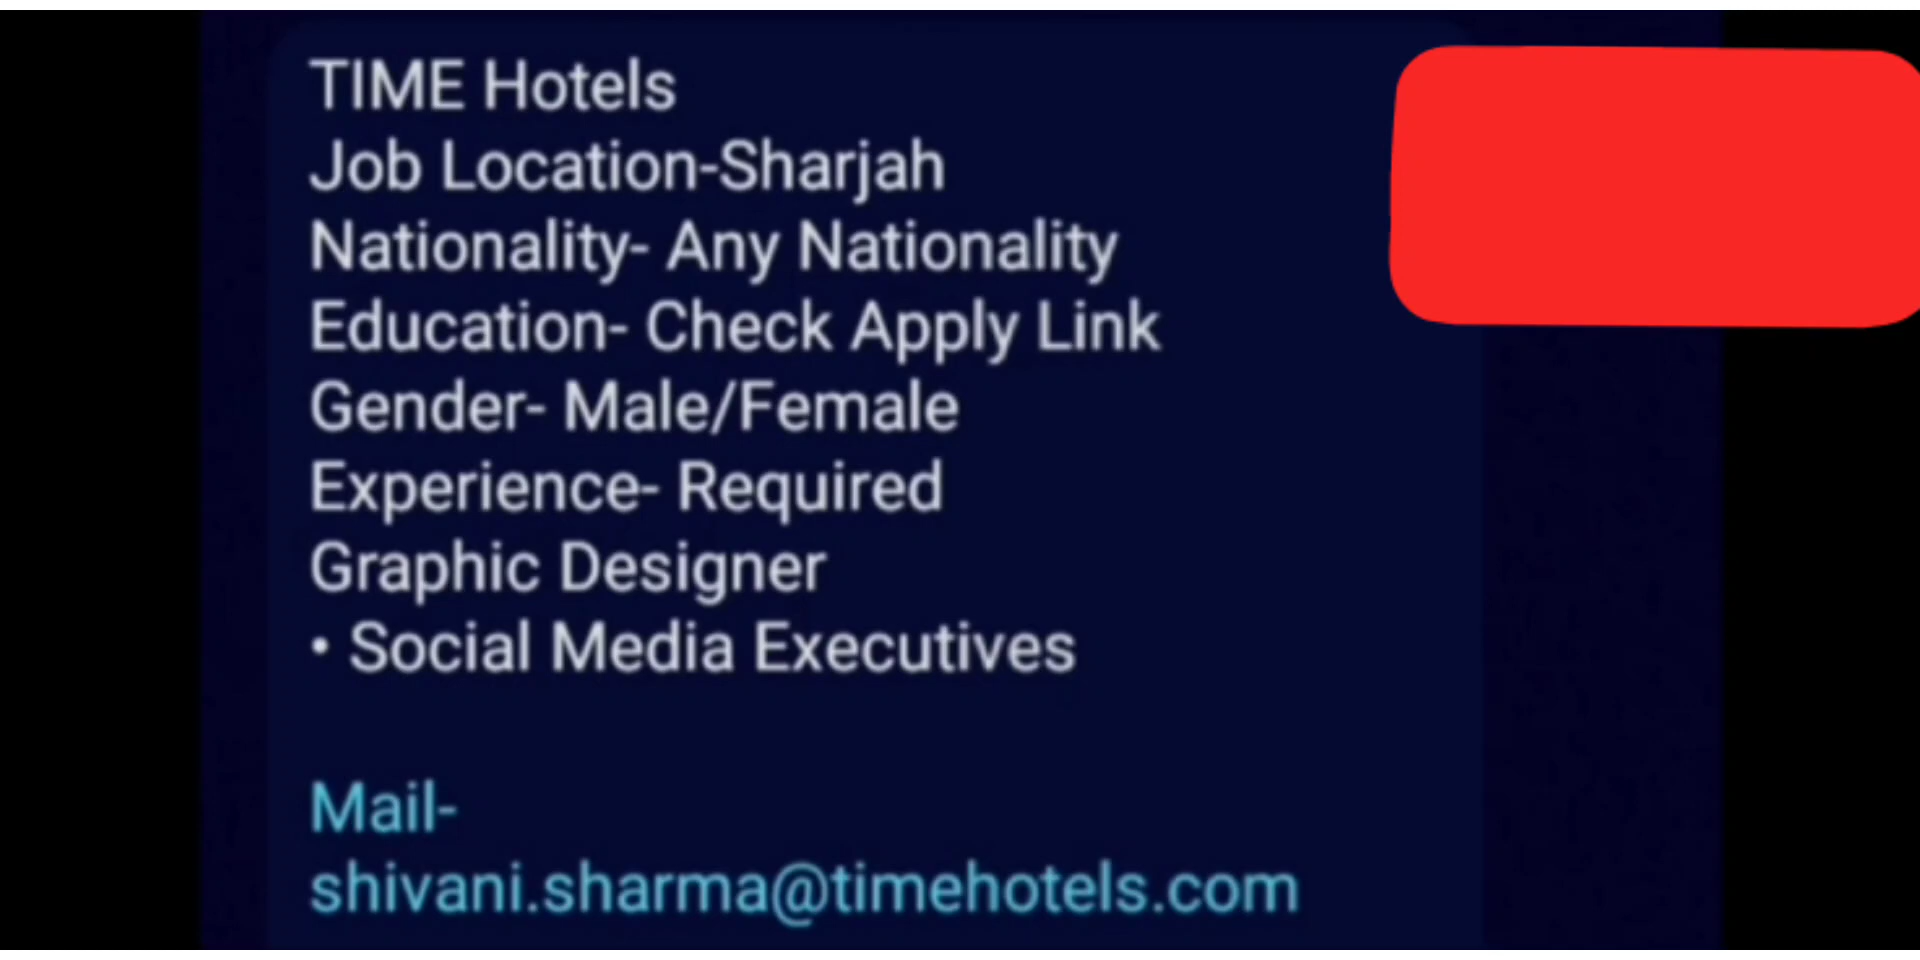 TIME Hotels
Job Location-Sharjah
Nationality- Any Nationality
Education- Check Apply Link
Gender- Male/Female
Experience- Required
Graphic Designer
• Social Media Executives
Mail-
shivani.sharma@timehotels.com